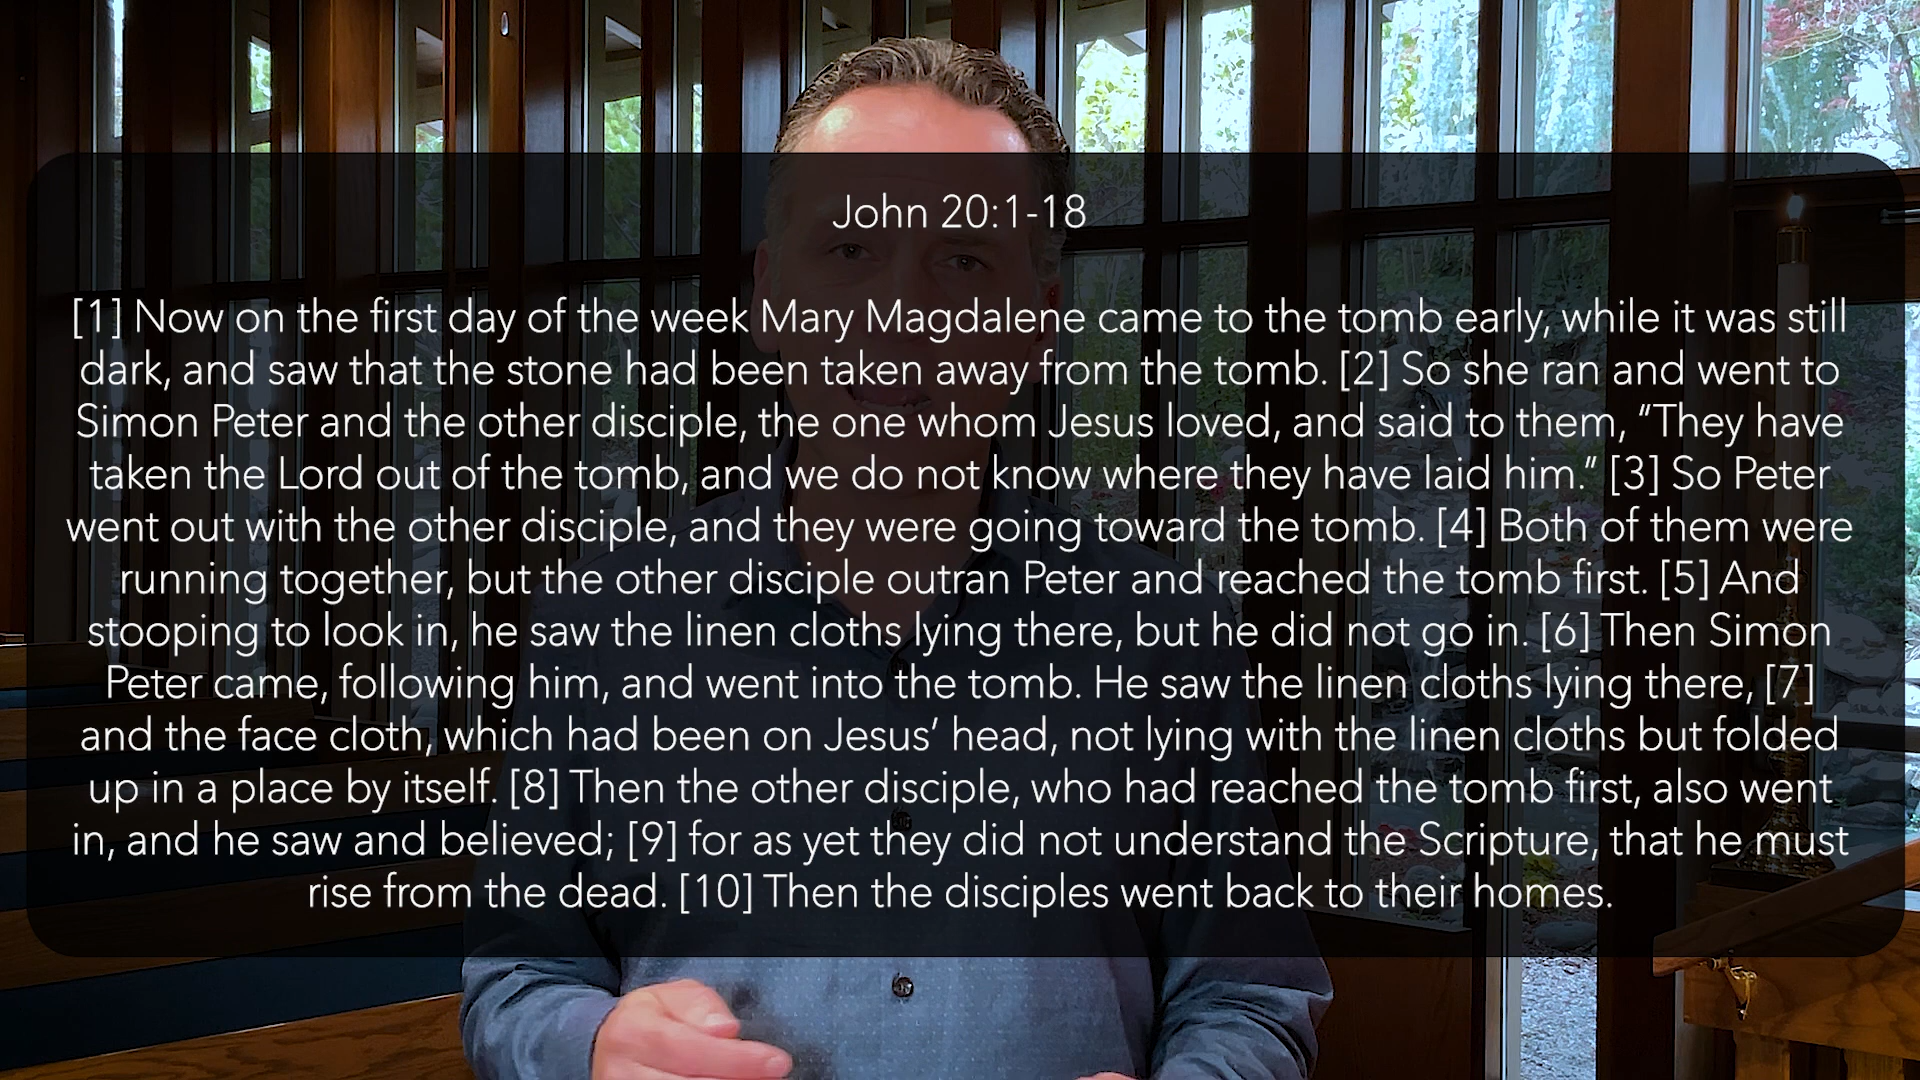 John 20:1-18
[1] Now on the first day of the week Mary Magdalene came to the tomb early, while it was still
dark, and saw that the stone had been taken away from the tomb. [2] So she ran and went to
Simon Peter and the other disciple, the one whom Jesus loved, and said to them, "They have
taken the Lord out of the tomb, and we do not know where they have laid him." [3] So Peter
went out with the other disciple, and they were going toward the tomb. [4] Both of them were
running together, but the other disciple outran Peter and reached the tomb first. [5] And
stooping to look in, he saw the linen cloths lying there, but he did not go in. [6] Then Simon
Peter came, following him, and went into the tomb. He saw the linen cloths lying there, [7]
and the face cloth, which had been on Jesus’ head, not lying with the linen cloths but folded
up in a place by itself. [8] Then the other disciple, who had reached the tomb first, also went
in, and he saw and believed; [9] for as yet they did not understand the Scripture, that he must
rise from the dead. [10] Then the disciples went back to their homes.